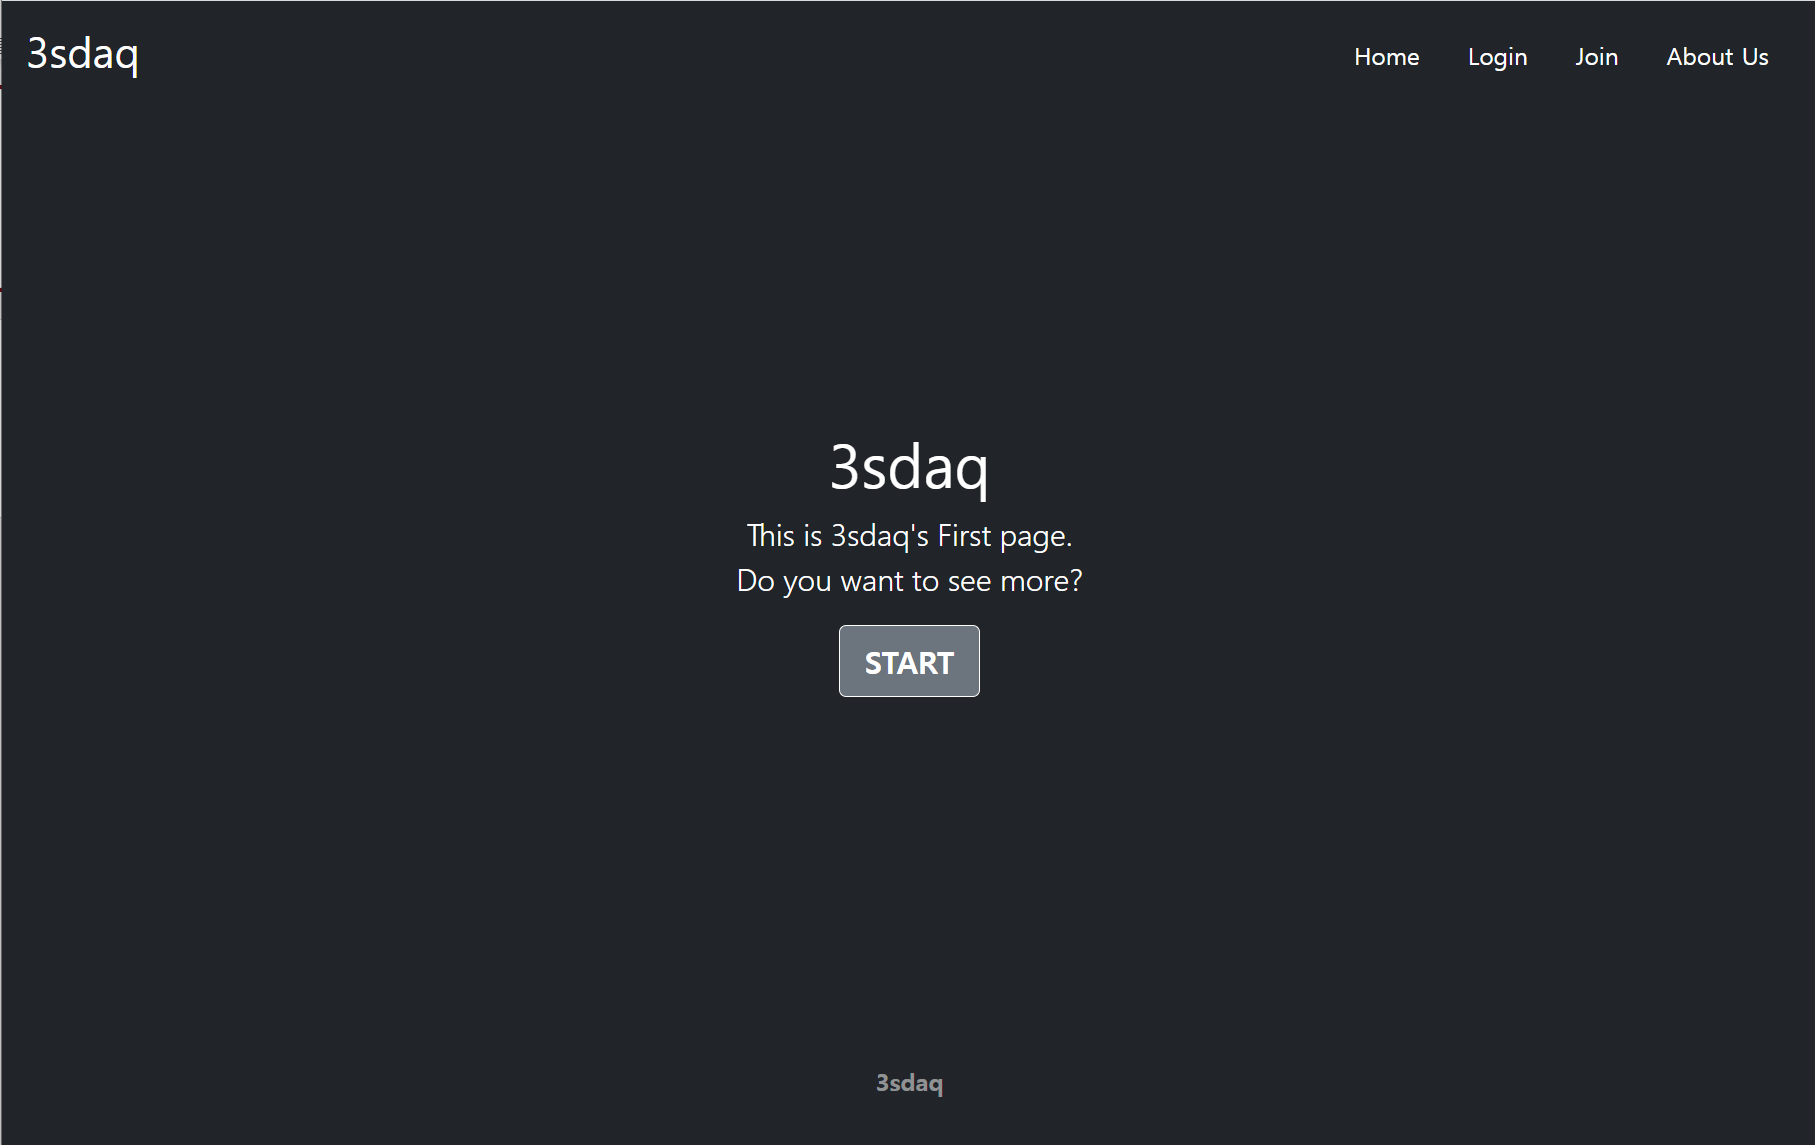 3sdaq
Home Login Join About Us
3sdaq
This is 3sdaq's First page.
Do you want to see more?
START
3sdaq